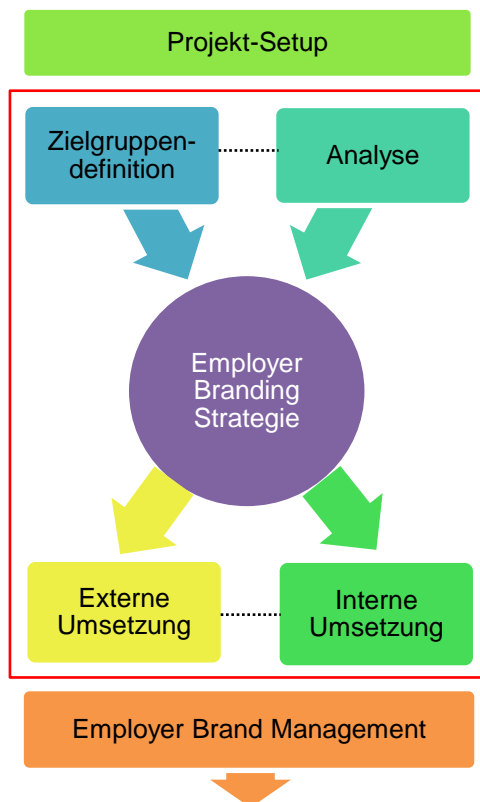 Projekt-Setup
Zielgruppen-
definition
Analyse
Employer
Branding
Strategie
Externe
Umsetzung
Interne
Umsetzung
Employer Brand Management